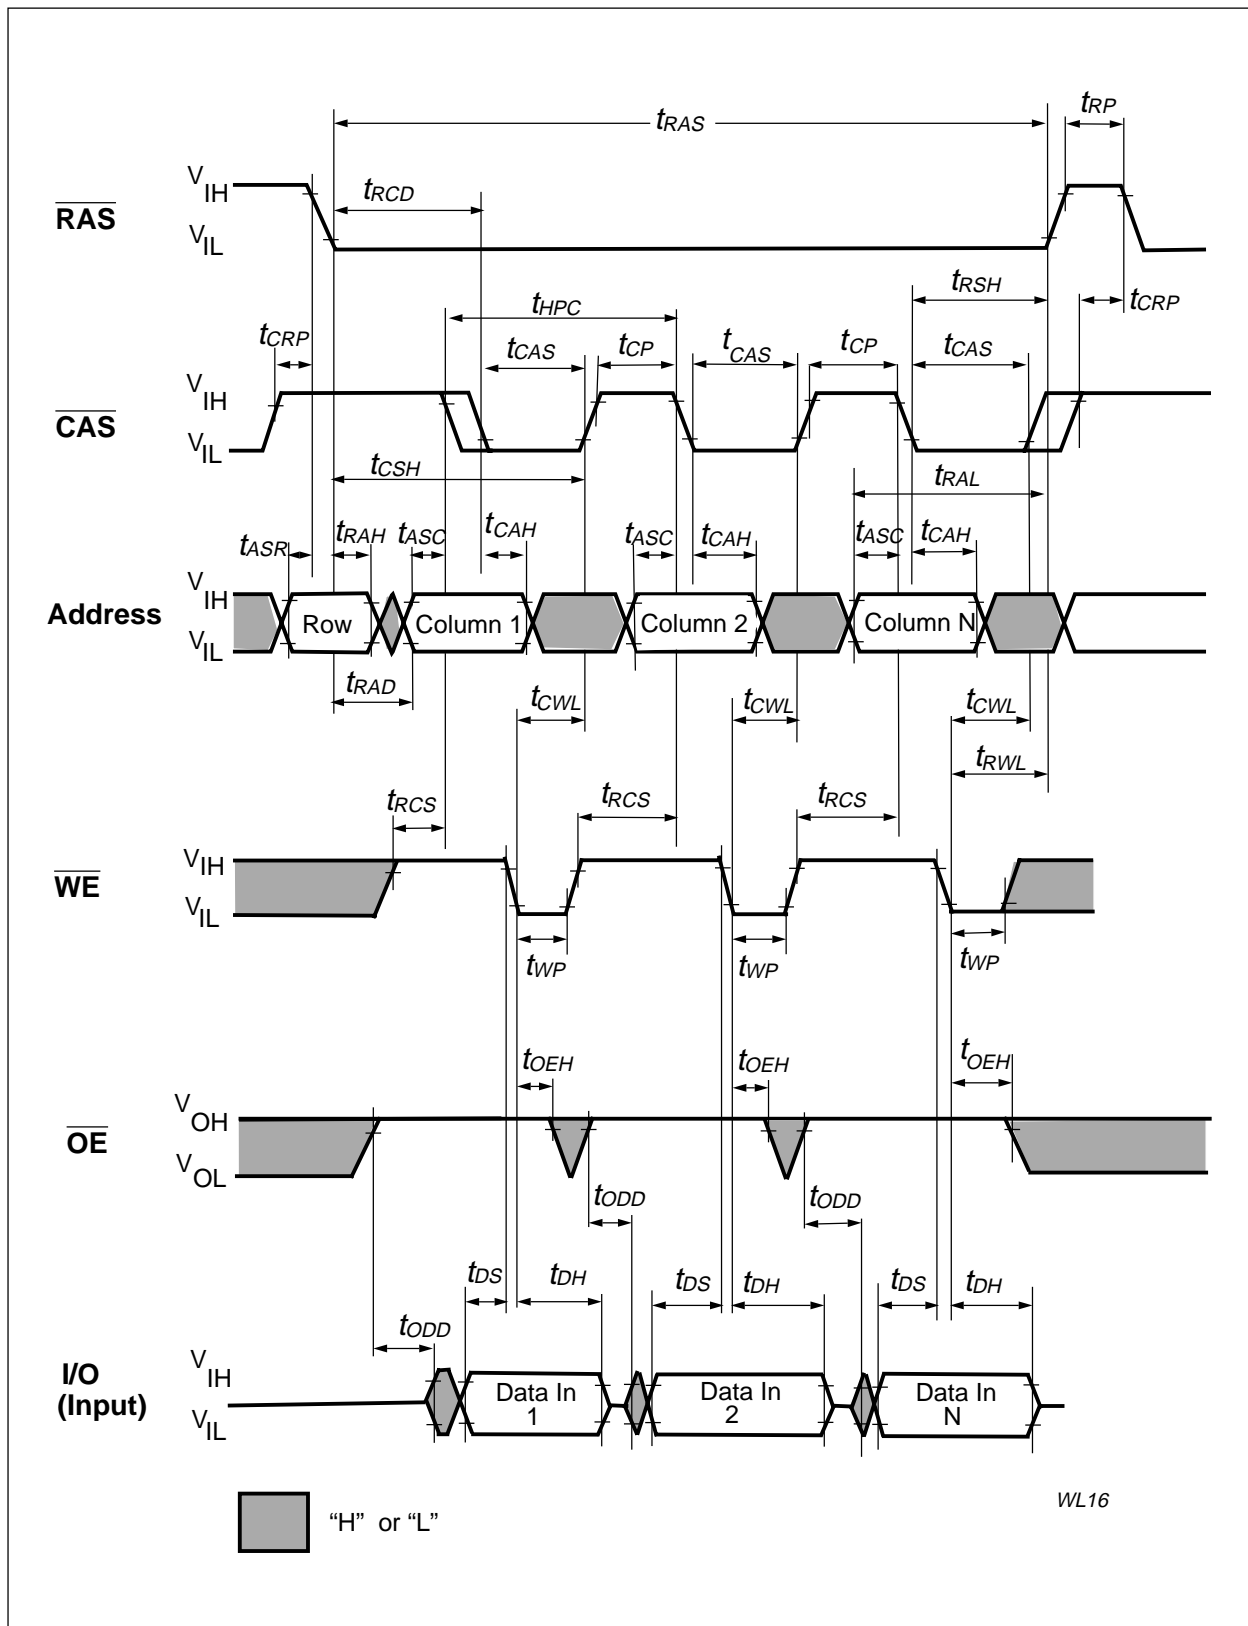 tRAS
tRP
VIH
RAS
VIL
tRCD
tRSH
tCRP
tHPC
tCRP
tCAS
tCP
tCAS
tCP
tCAS
VIH
CAS
VIL
tCSH
tRAL
tASR
tRAH
tASC
tCAH
tASC
tCAH
tASC
tCAH
VIH
Address
VIL
Row
Column 1
Column 2
Column N
tRAD
tCWL
tCWL
tCWL
tRWL
tRCS
tRCS
tRCS
VIH
WE
VIL
tWP
tWP
tWP
tOEH
tOEH
tOEH
VOH
OE
VOL
tODD
tODD
tDS
tDH
tDS
tDH
tDS
tDH
tODD
VIH
I/O
(Input)
VIL
Data In
1
Data In
2
Data In
N
WL16
“H” or “L”